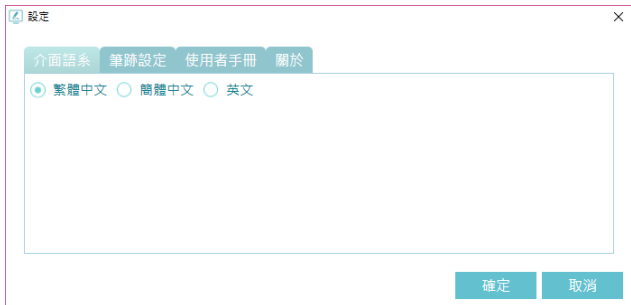 設定
介面語系 筆跡設定 使用者手冊 關於
繁體中文 簡體中文 英文
確定 取消